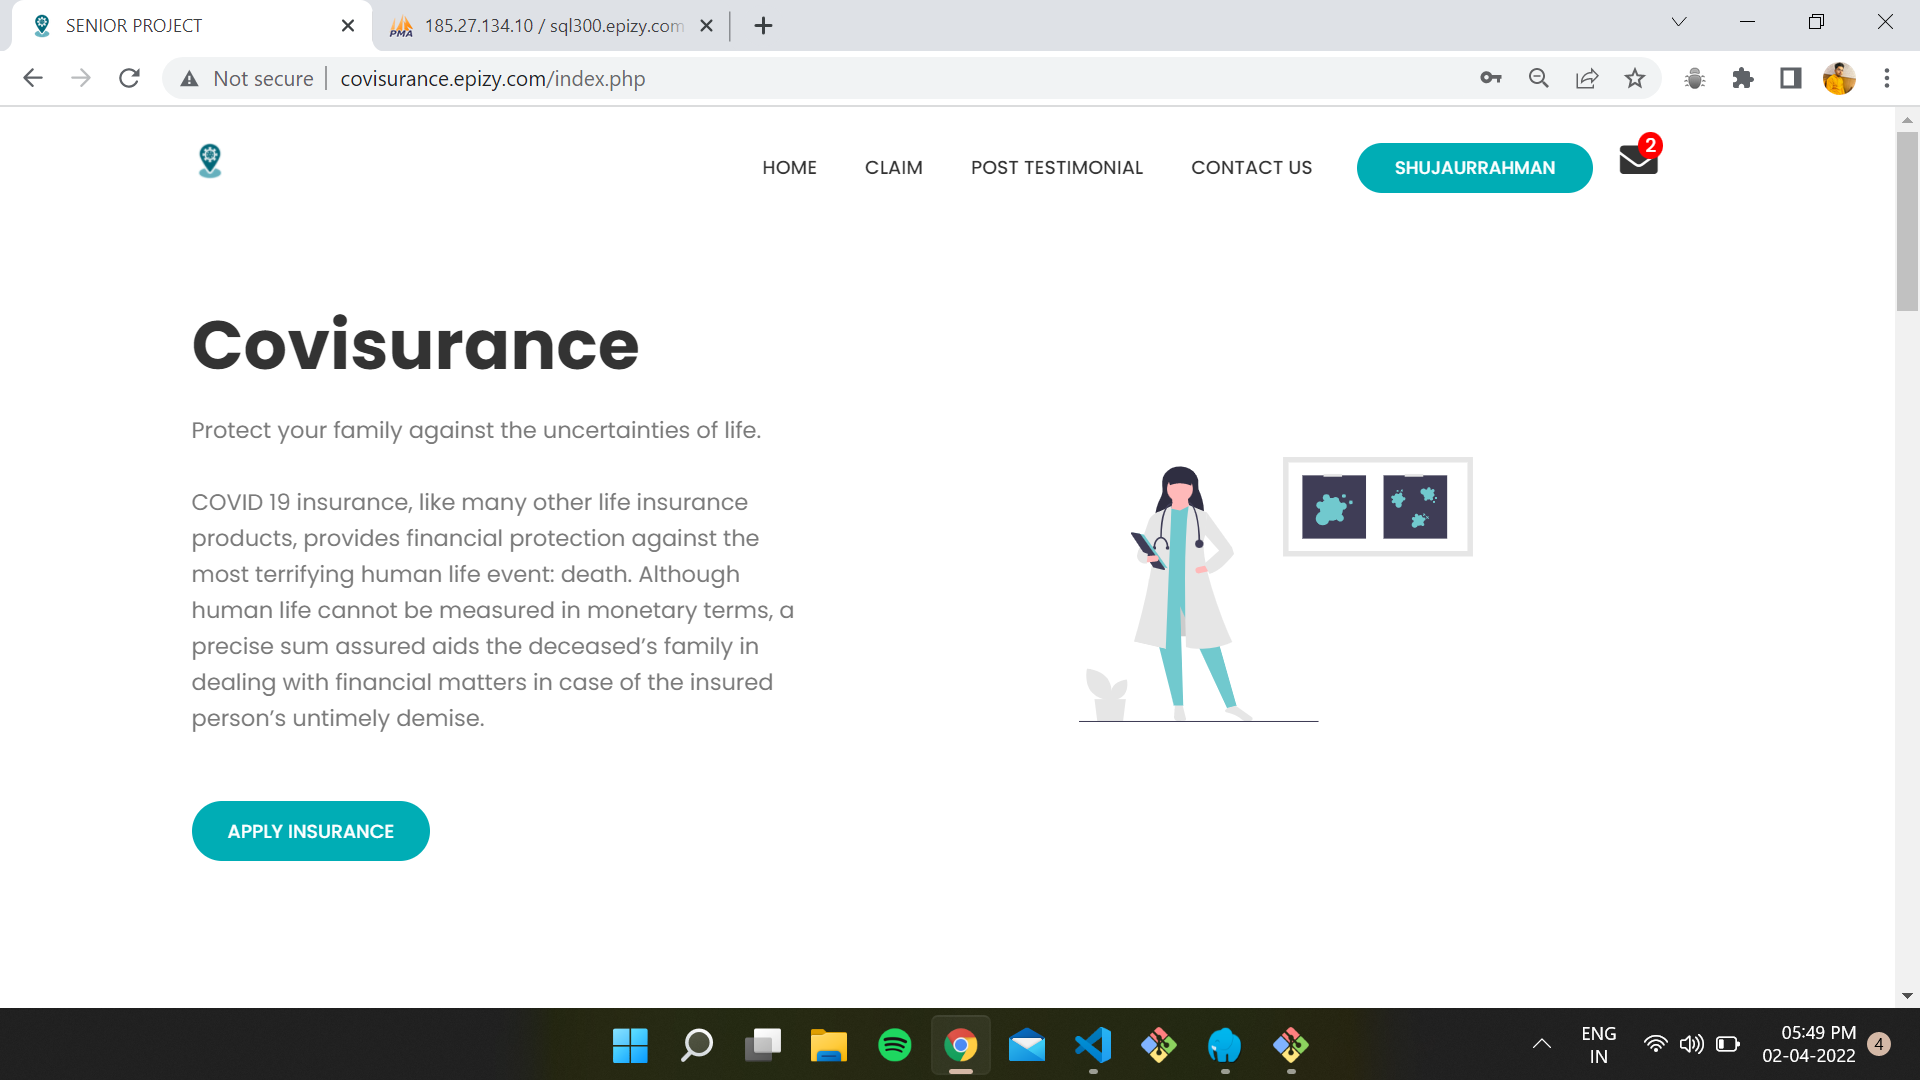 SENIOR PROJECT
PMA
185.27.134.10 / sql300.epizy.com
Not secure
covisurance.epizy.com/index.php
HOME
CLAIM
POST TESTIMONIAL
CONTACT US
SHUJAURRAHMAN
2
Covisurance
Protect your family against the uncertainties of life.
COVID 19 insurance, like many other life insurance
products, provides financial protection against the
most terrifying human life event: death. Although
human life cannot be measured in monetary terms, a
precise sum assured aids the deceased’s family in
dealing with financial matters in case of the insured
person’s untimely demise.
APPLY INSURANCE
ENG
IN
05:49 PM
02-04-2022
4